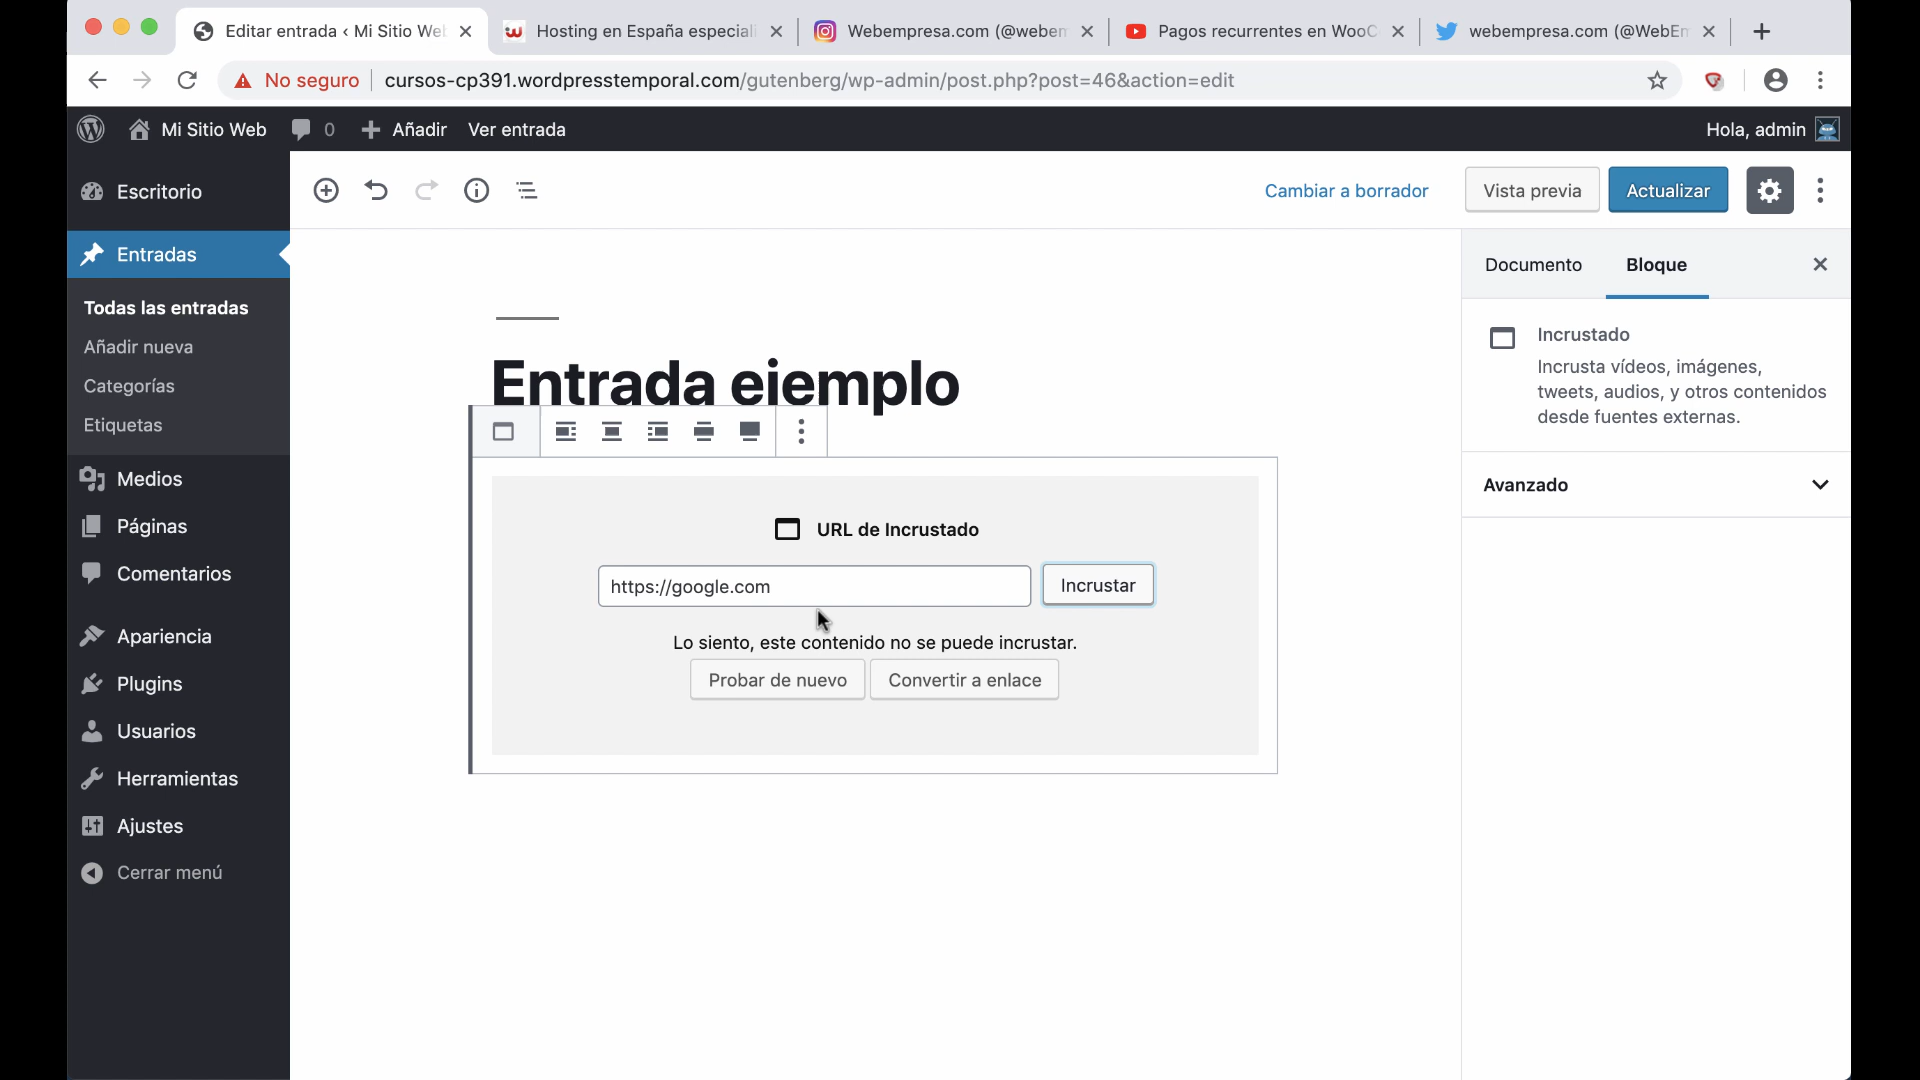 Editar entrada ‹ Mi Sitio We
Hosting en España especial
Webempresa.com (@webem
Pagos recurrentes en WooC
webempresa.com (@WebEm
No seguro
cursos-cp391.wordpresstemporal.com/gutenberg/wp-admin/post.php?post=46&action=edit
Mi Sitio Web
0
Añadir
Ver entrada
Hola, admin
Escritorio
Entradas
Todas las entradas
Añadir nueva
Categorías
Etiquetas
Medios
Páginas
Comentarios
Apariencia
Plugins
Usuarios
Herramientas
Ajustes
Cerrar menú
Cambiar a borrador
Vista previa
Actualizar
Entrada ejemplo
URL de Incrustado
https://google.com
Incrustar
Lo siento, este contenido no se puede incrustar.
Probar de nuevo
Convertir a enlace
Documento
Bloque
Incrustado
Incrusta vídeos, imágenes,
tweets, audios, y otros contenidos
desde fuentes externas.
Avanzado